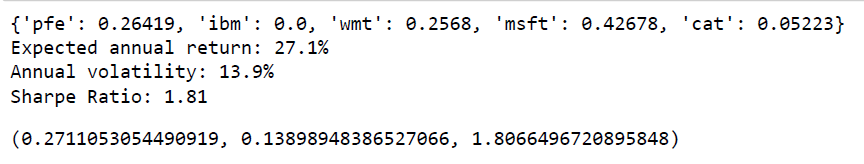 {'pfe': 0.26419, 'ibm': 0.0, 'wmt': 0.2568, 'msft': 0.42678, 'cat': 0.05223}
Expected annual return: 27.1%
Annual volatility: 13.9%
Sharpe Ratio: 1.81
(0.2711053054490919, 0.13898948386527066, 1.8066496720895848)